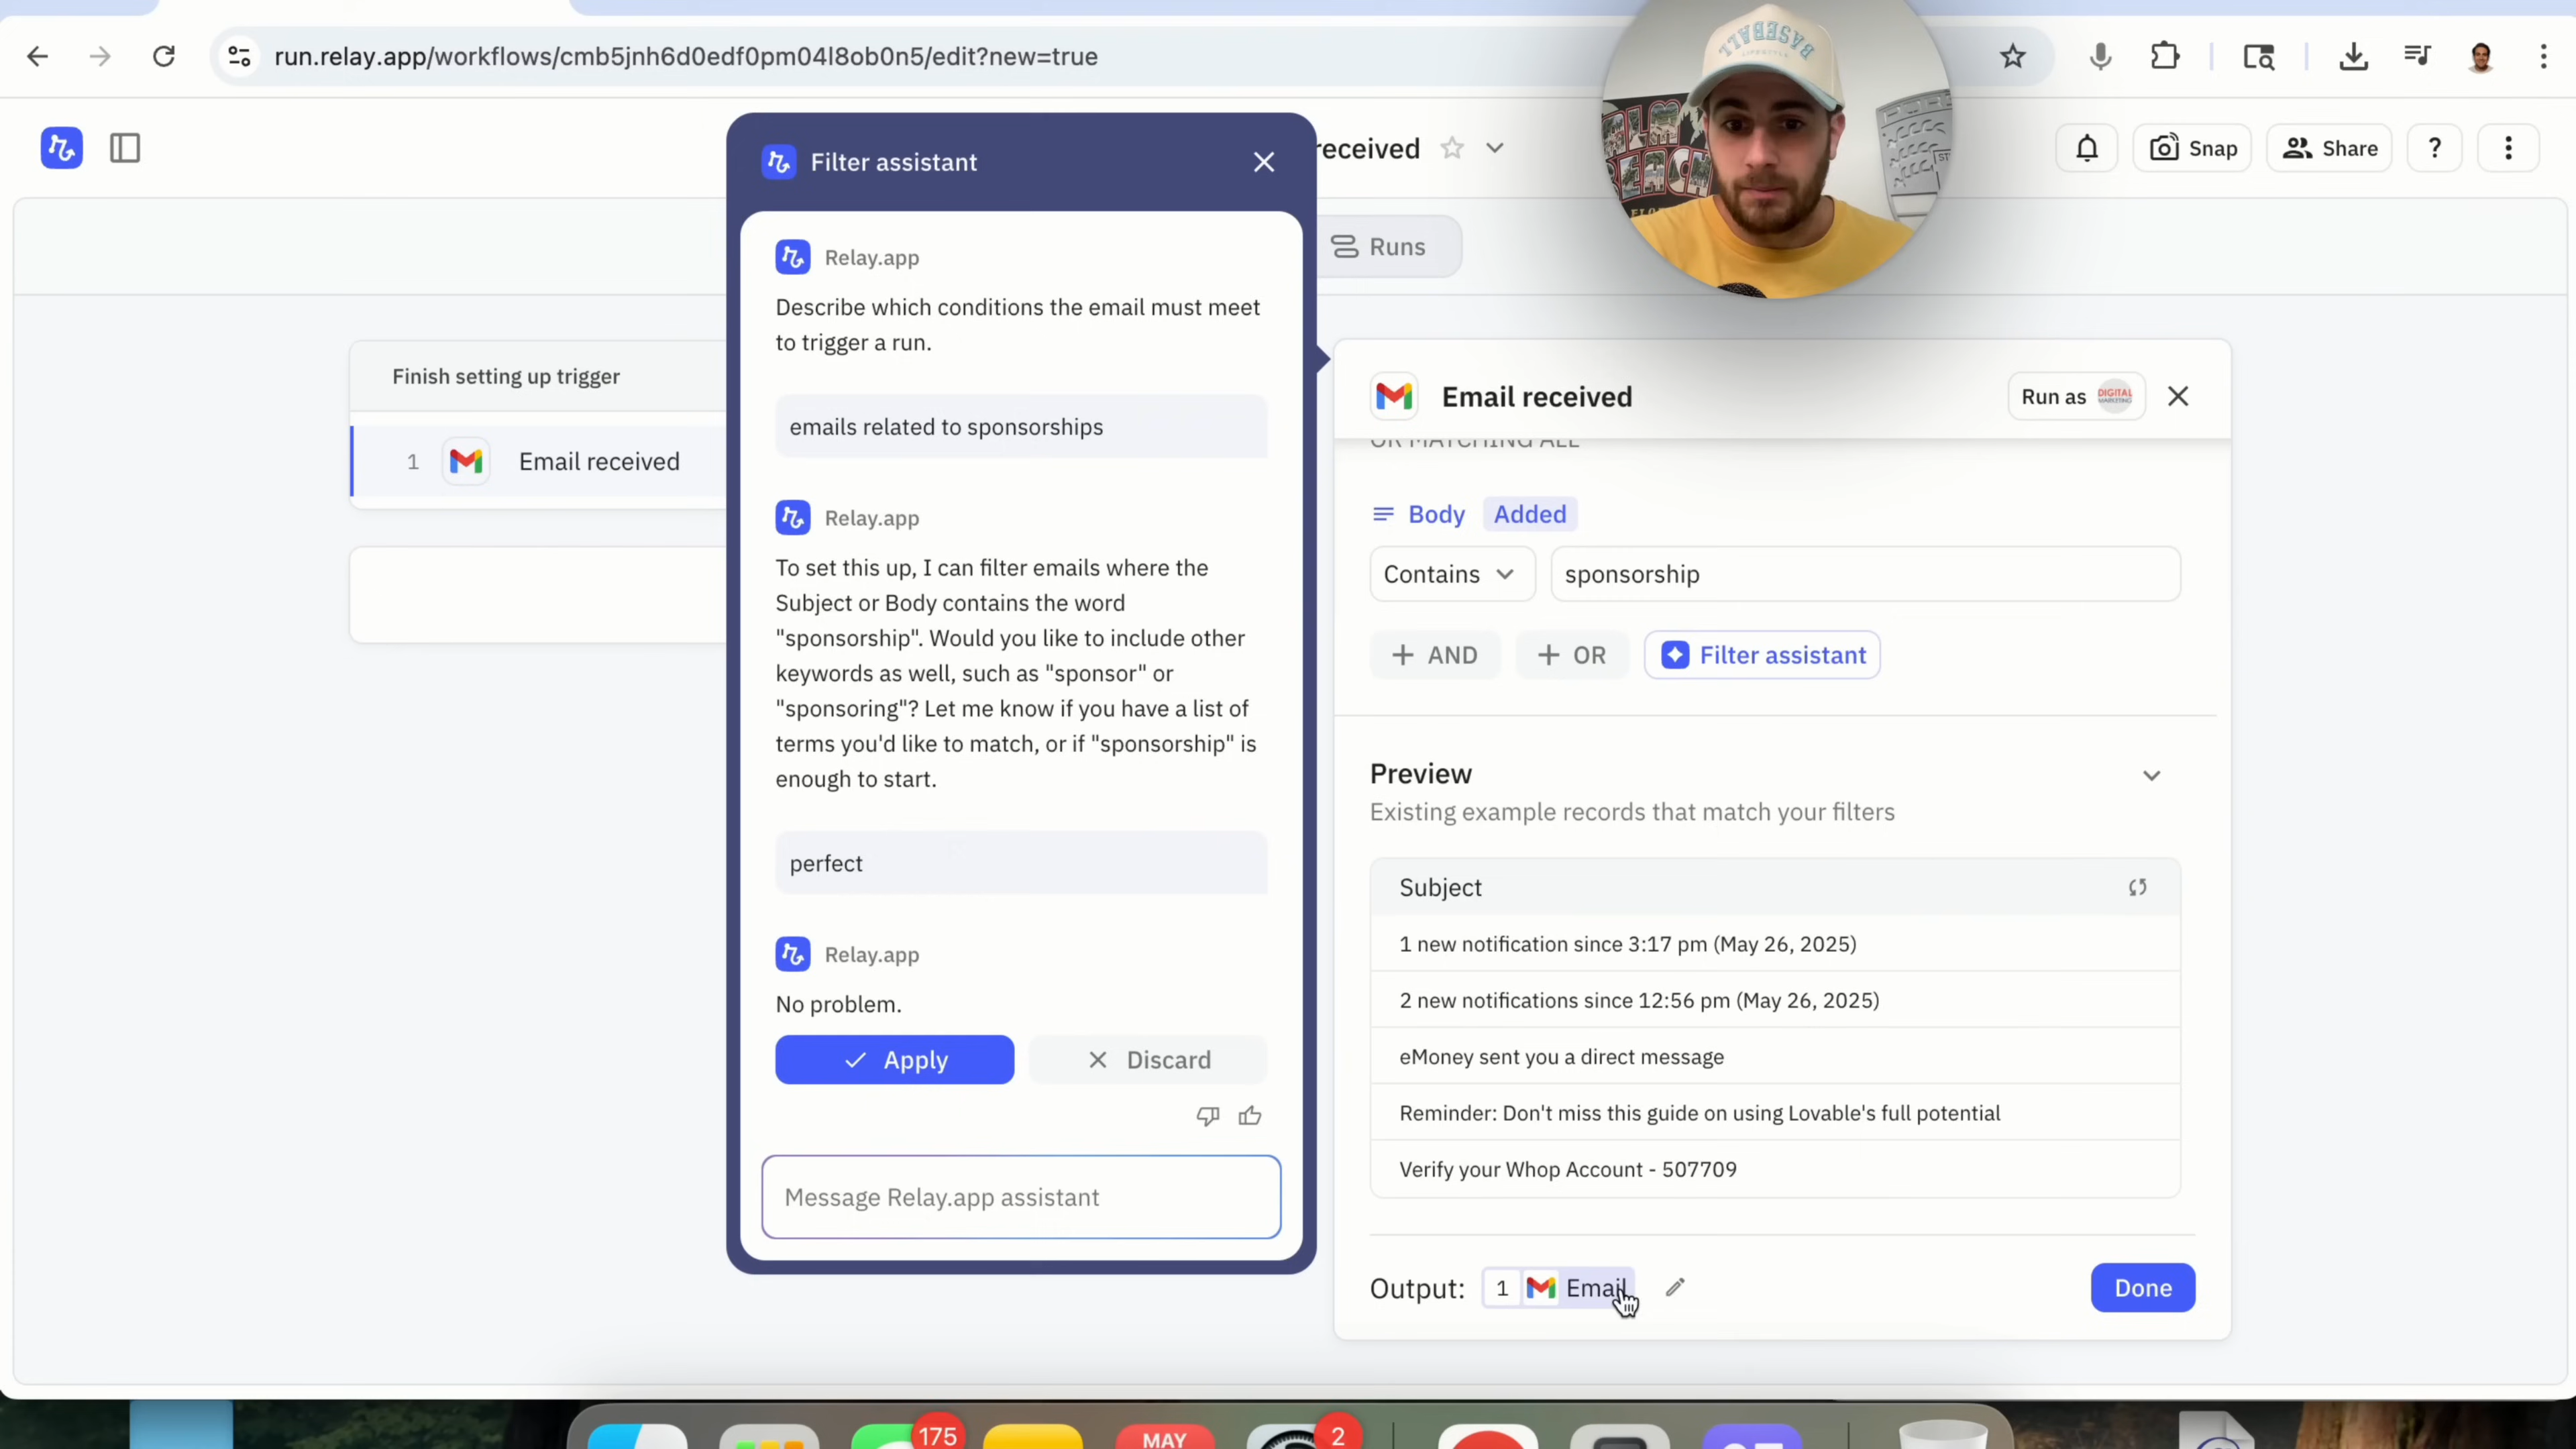 run.relay.app/workflows/cmb5jnh6d0edf0pm04l8ob0n5/edit?new=true
BASEBALL
received
Snap
Share
?
Filter assistant
Runs
Relay.app
Describe which conditions the email must meet
to trigger a run.
emails related to sponsorships
Relay.app
To set this up, I can filter emails where the
Subject or Body contains the word
"sponsorship". Would you like to include other
keywords as well, such as "sponsor" or
"sponsoring"? Let me know if you have a list of
terms you'd like to match, or if "sponsorship" is
enough to start.
perfect
Relay.app
No problem.
Apply
Discard
Message Relay.app assistant
Finish setting up trigger
1
Email received
Email received
Run as
DIGITAL
MARKETING
OR MATCHING ALL
Body
Added
Contains
sponsorship
+ AND
+ OR
Filter assistant
Preview
Existing example records that match your filters
Subject
1 new notification since 3:17 pm (May 26, 2025)
2 new notifications since 12:56 pm (May 26, 2025)
eMoney sent you a direct message
Reminder: Don't miss this guide on using Lovable's full potential
Verify your Whop Account - 507709
Output:
1
Email
Done
175
MAY
2